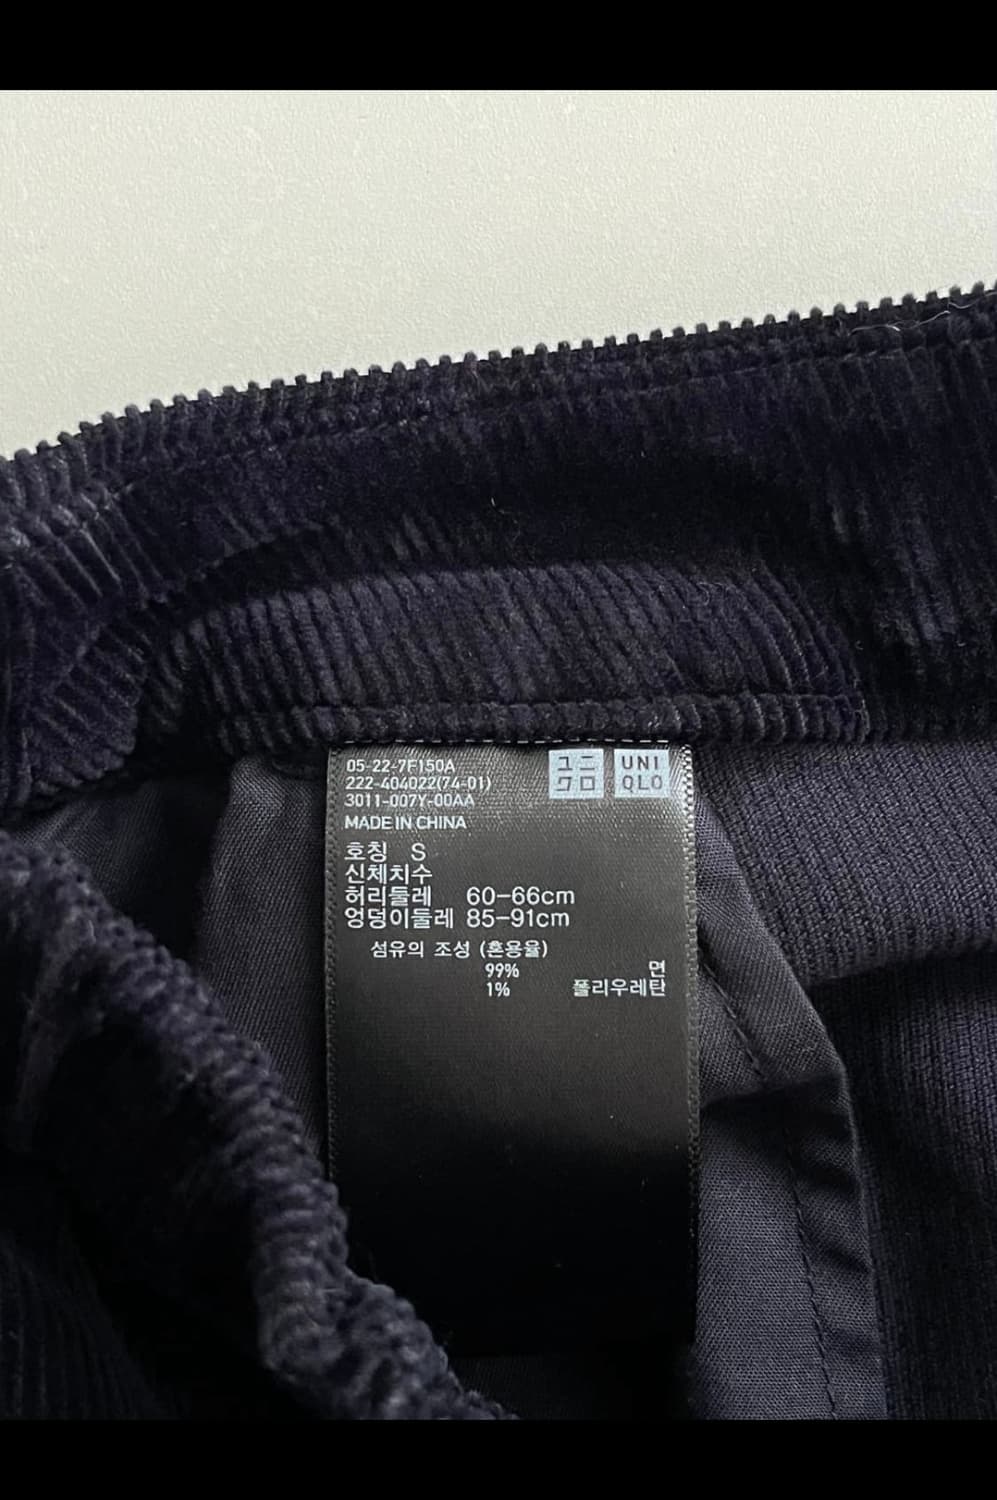 05-22-7F150A
222-404022(74-01)
3011-007Y-00AA
MADE IN CHINA
ユニ
クロ
UNI
QLO
호칭 S
신체치수
허리둘레 60-66cm
엉덩이둘레 85-91cm
섬유의 조성 (혼용율)
99% 면
1% 폴리우레탄